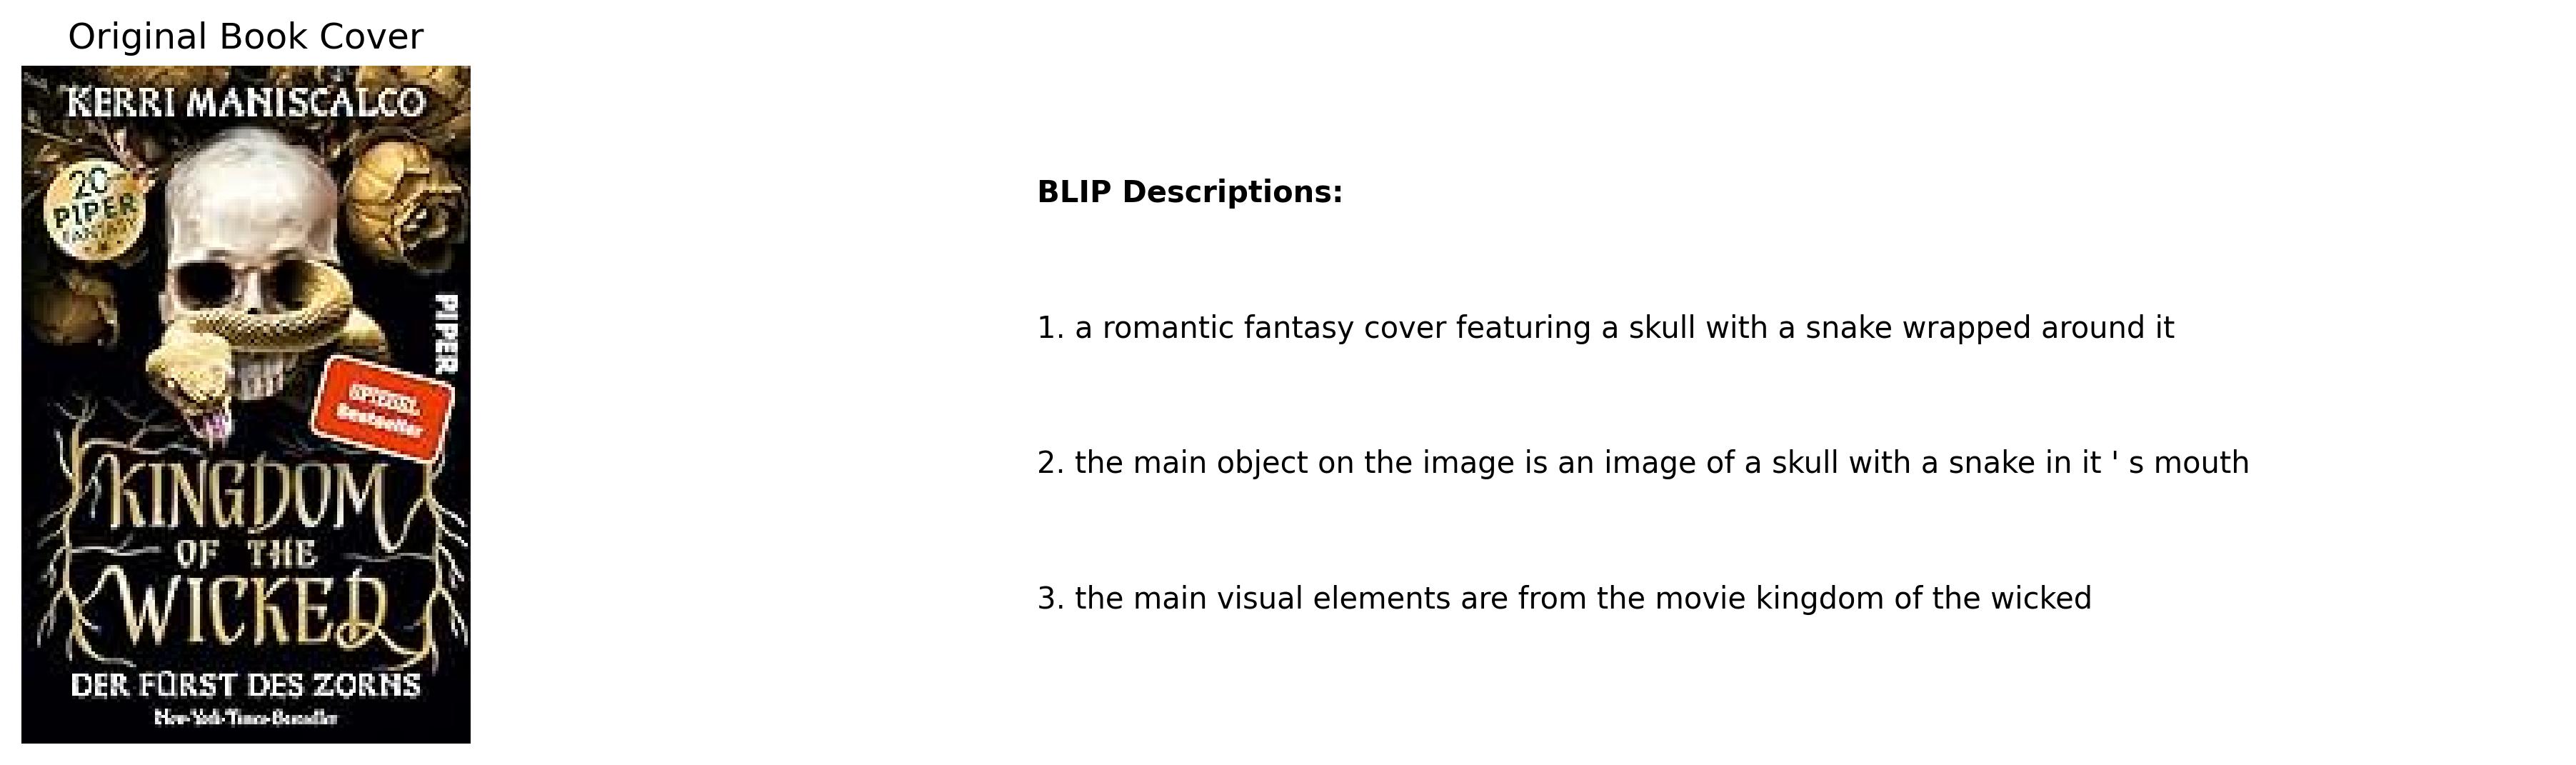 Original Book Cover
KERRI MANISCALCO
20
PIPER
FANTASY
PIPER
SPIEGEL
Bestseller
KINGDOM
OF THE
WICKED
DER FÜRST DES ZORNS
New-York-Times-Bestseller
BLIP Descriptions:
1. a romantic fantasy cover featuring a skull with a snake wrapped around it
2. the main object on the image is an image of a skull with a snake in it ' s mouth
3. the main visual elements are from the movie kingdom of the wicked